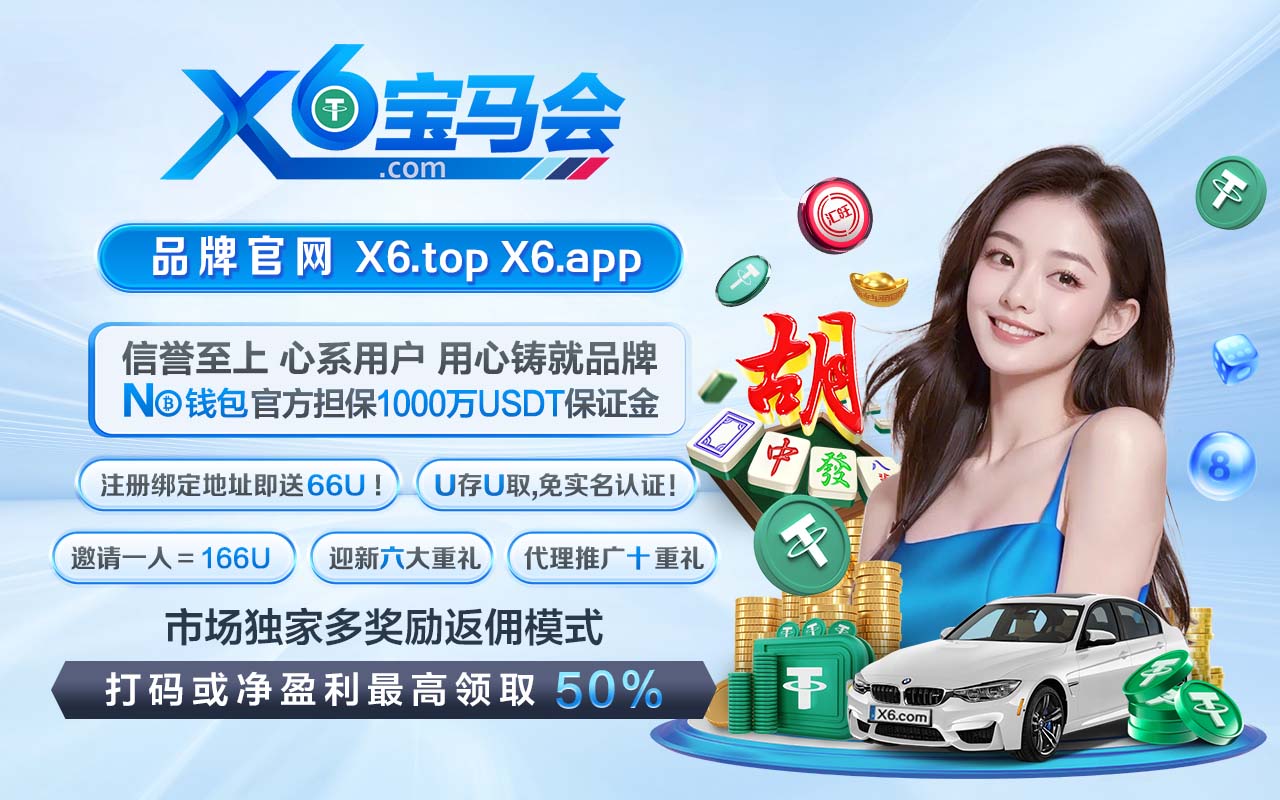 X6宝马会
.com
品牌官网 X6.top X6.app
信誉至上 心系用户 用心铸就品牌
NO钱包官方担保1000万USDT保证金
注册绑定地址即送66U！
U存U取,免实名认证！
邀请一人=166U
迎新六大重礼
代理推广十重礼
市场独家多奖励返佣模式
打码或净盈利最高领取 50%
汇旺
胡
中
發
八
8
X6.com